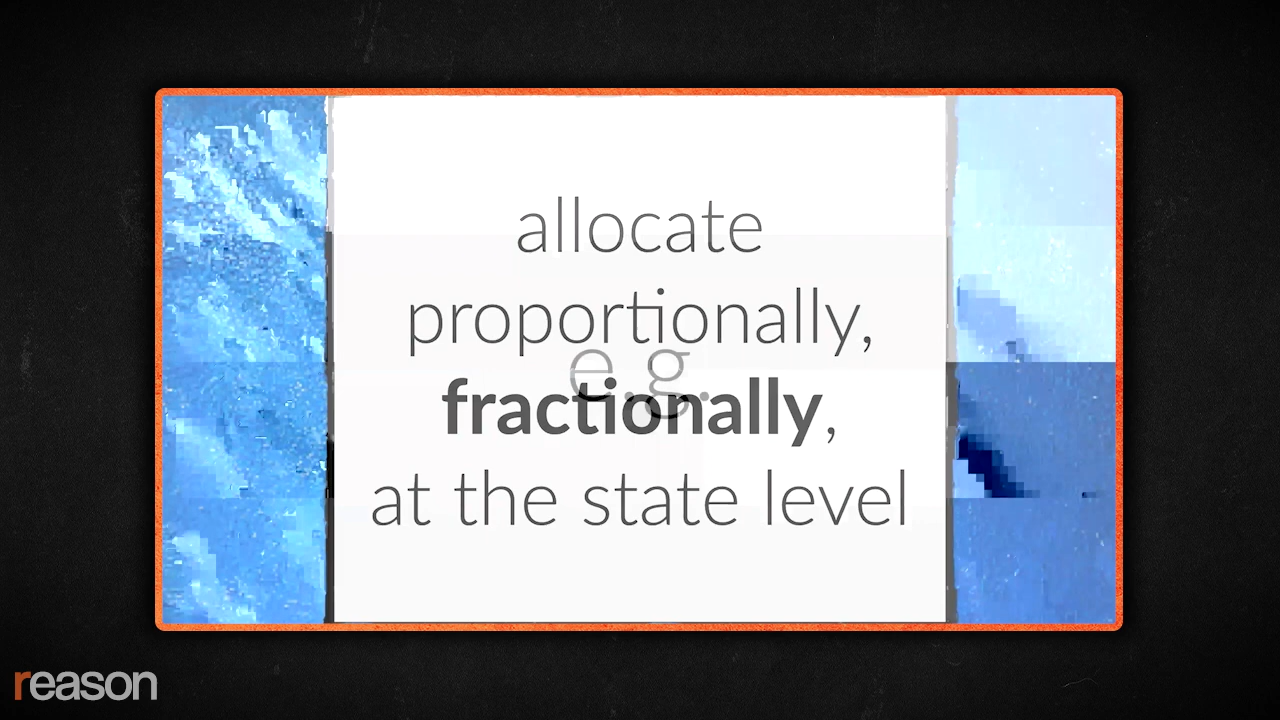 allocate
proportionally,
e.g.
fractionally,
at the state level
reason